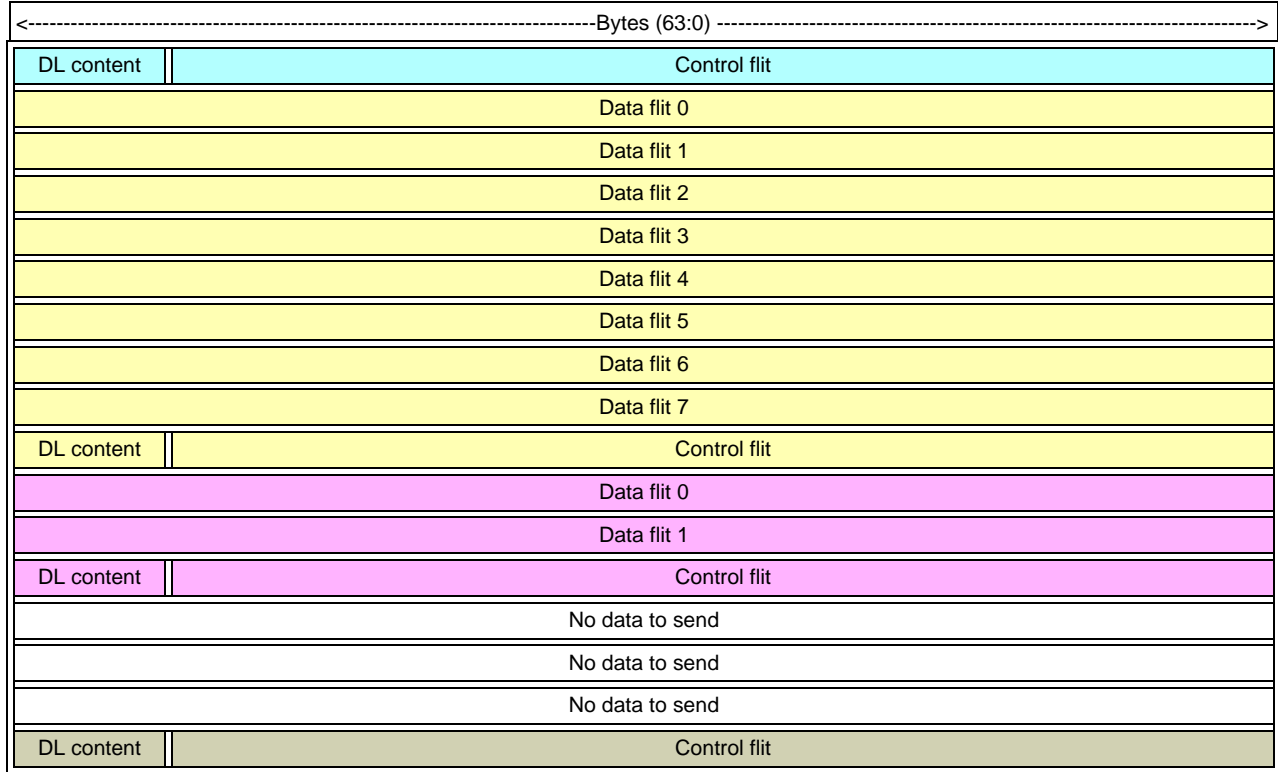 <------------------------------------------------------------------------------Bytes (63:0) ---------------------------------------------------------------------------->
DL content Control flit
Data flit 0
Data flit 1
Data flit 2
Data flit 3
Data flit 4
Data flit 5
Data flit 6
Data flit 7
DL content Control flit
Data flit 0
Data flit 1
DL content Control flit
No data to send
No data to send
No data to send
DL content Control flit